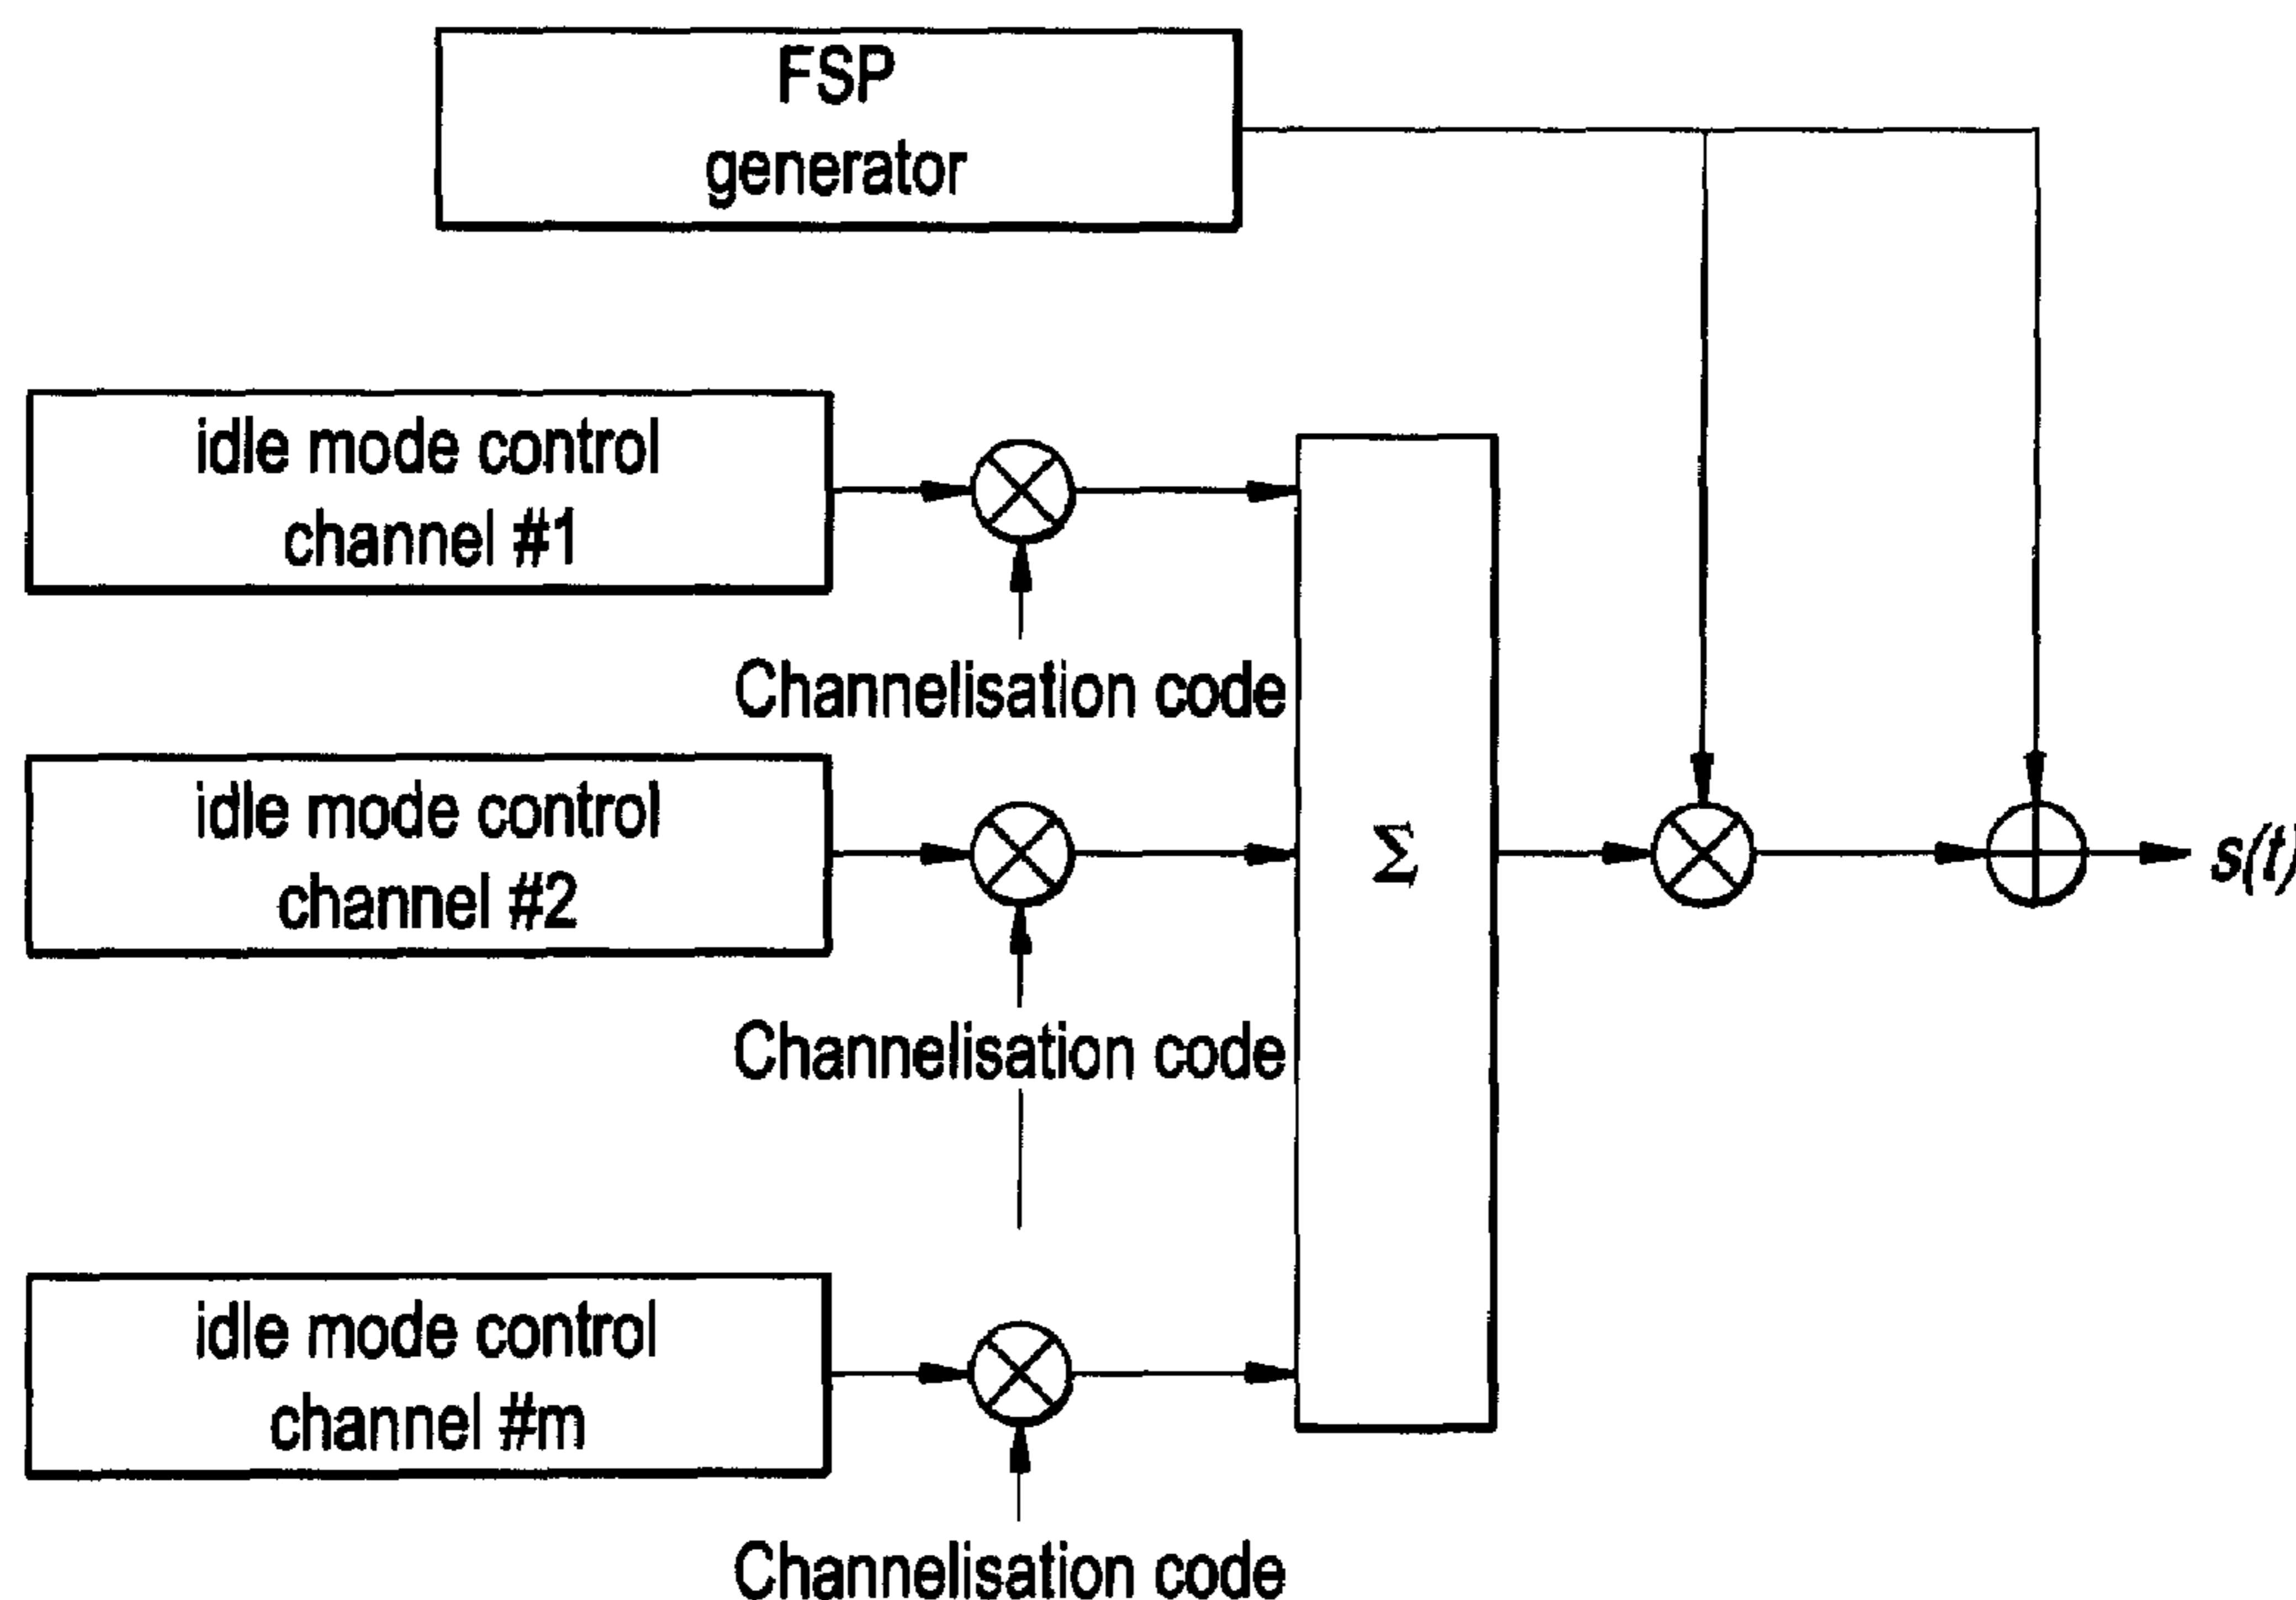 FSP
generator
idle mode control
channel #1
Channelisation code
idle mode control
channel #2
Σ
s(t)
Channelisation code
idle mode control
channel #m
Channelisation code